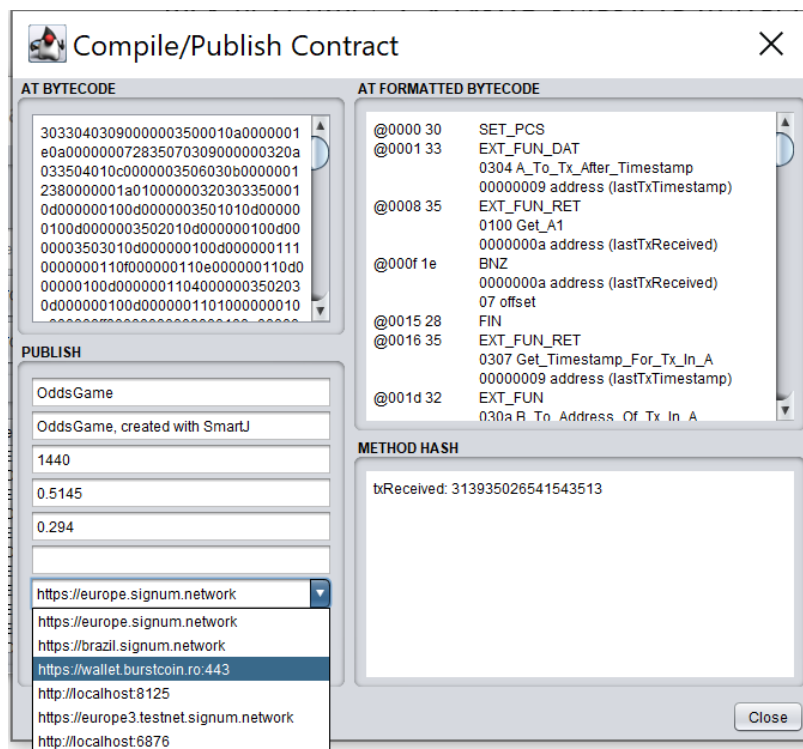 Compile/Publish Contract
AT BYTECODE
30330403090000003500010a0000001
e0a000000072835070309000000320a
033504010c0000003506030b0000001
2380000001a01000000320303350001
0d000000100d0000003501010d00000
0100d0000003502010d000000100d00
00003503010d000000100d000000111
0000000110f000000110e000000110d0
00000100d0000001104000000350203
0d000000100d0000001101000000010
PUBLISH
OddsGame
OddsGame, created with SmartJ
1440
0.5145
0.294
https://europe.signum.network
https://europe.signum.network
https://brazil.signum.network
https://wallet.burstcoin.ro:443
http://localhost:8125
https://europe3.testnet.signum.network
http://localhost:6876
AT FORMATTED BYTECODE
@0000 30 SET_PCS
@0001 33 EXT_FUN_DAT
0304 A_To_Tx_After_Timestamp
00000009 address (lastTxTimestamp)
@0008 35 EXT_FUN_RET
0100 Get_A1
0000000a address (lastTxReceived)
@000f 1e BNZ
0000000a address (lastTxReceived)
07 offset
@0015 28 FIN
@0016 35 EXT_FUN_RET
0307 Get_Timestamp_For_Tx_In_A
00000009 address (lastTxTimestamp)
@001d 32 EXT_FUN
030a B_To_Address_Of_Tx_In_A
METHOD HASH
txReceived: 313935026541543513
Close